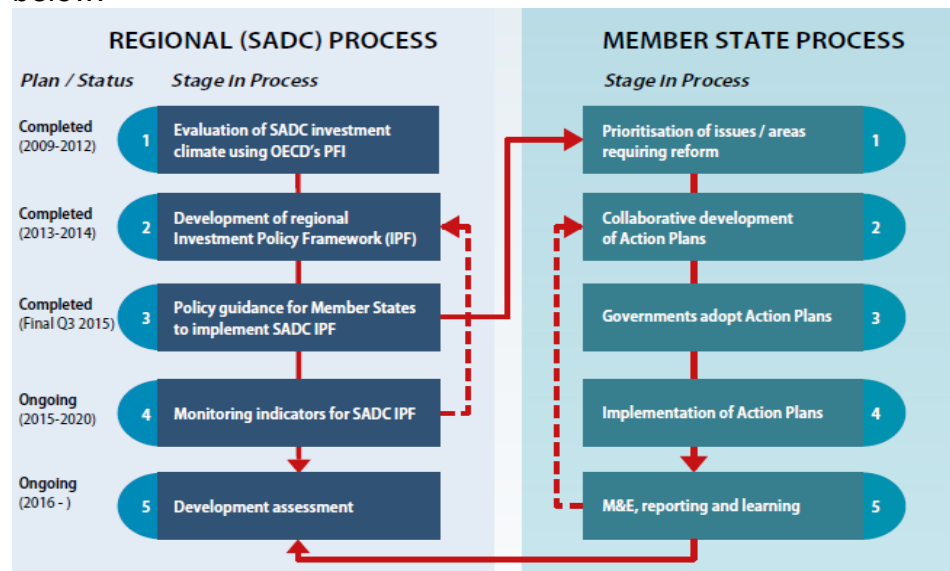 REGIONAL (SADC) PROCESS
Plan / Status
Stage in Process
Completed
(2009-2012)
1
Evaluation of SADC investment
climate using OECD's PFI
Completed
(2013-2014)
2
Development of regional
Investment Policy Framework (IPF)
Completed
(Final Q3 2015)
3
Policy guidance for Member States
to implement SADC IPF
Ongoing
(2015-2020)
4
Monitoring indicators for SADC IPF
Ongoing
(2016 - )
5
Development assessment
MEMBER STATE PROCESS
Stage in Process
Prioritisation of issues / areas
requiring reform
1
Collaborative development
of Action Plans
2
Governments adopt Action Plans
3
Implementation of Action Plans
4
M&E, reporting and learning
5